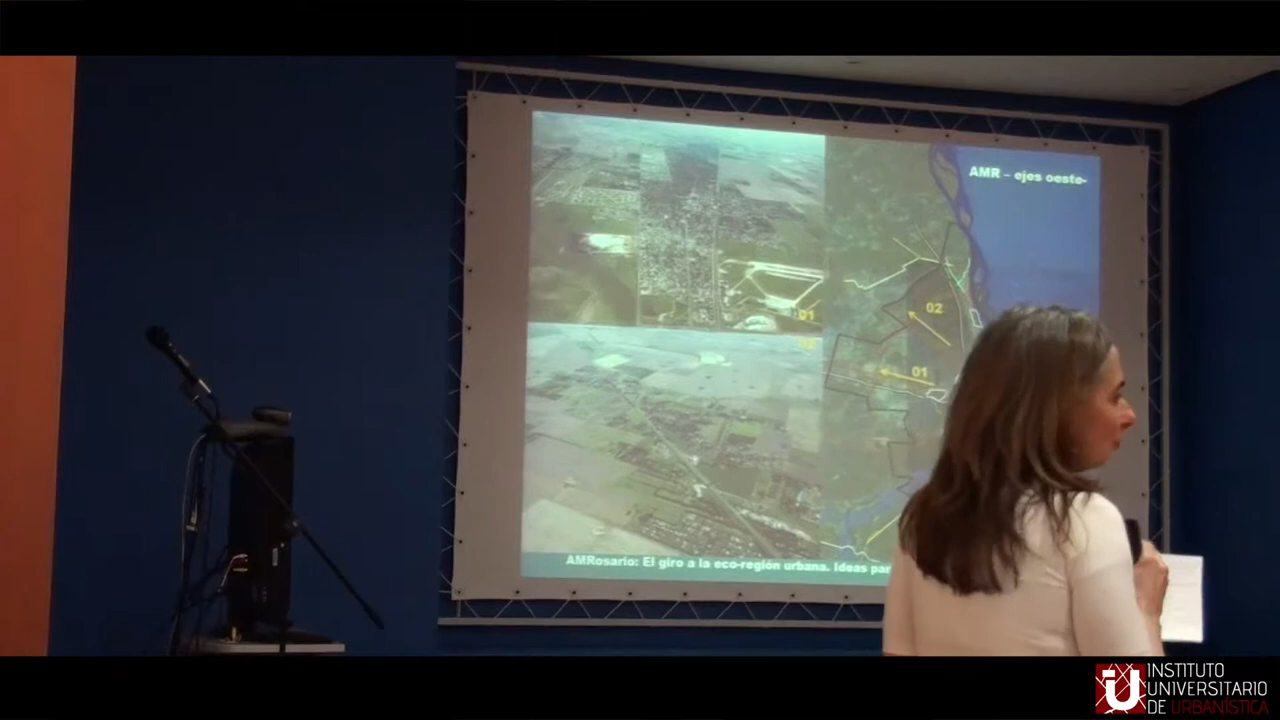 AMR – ejes oeste-
02
01
01
02
AMRosario: El giro a la eco-región urbana. Ideas par
INSTITUTO
UNIVERSITARIO
DE URBANÍSTICA